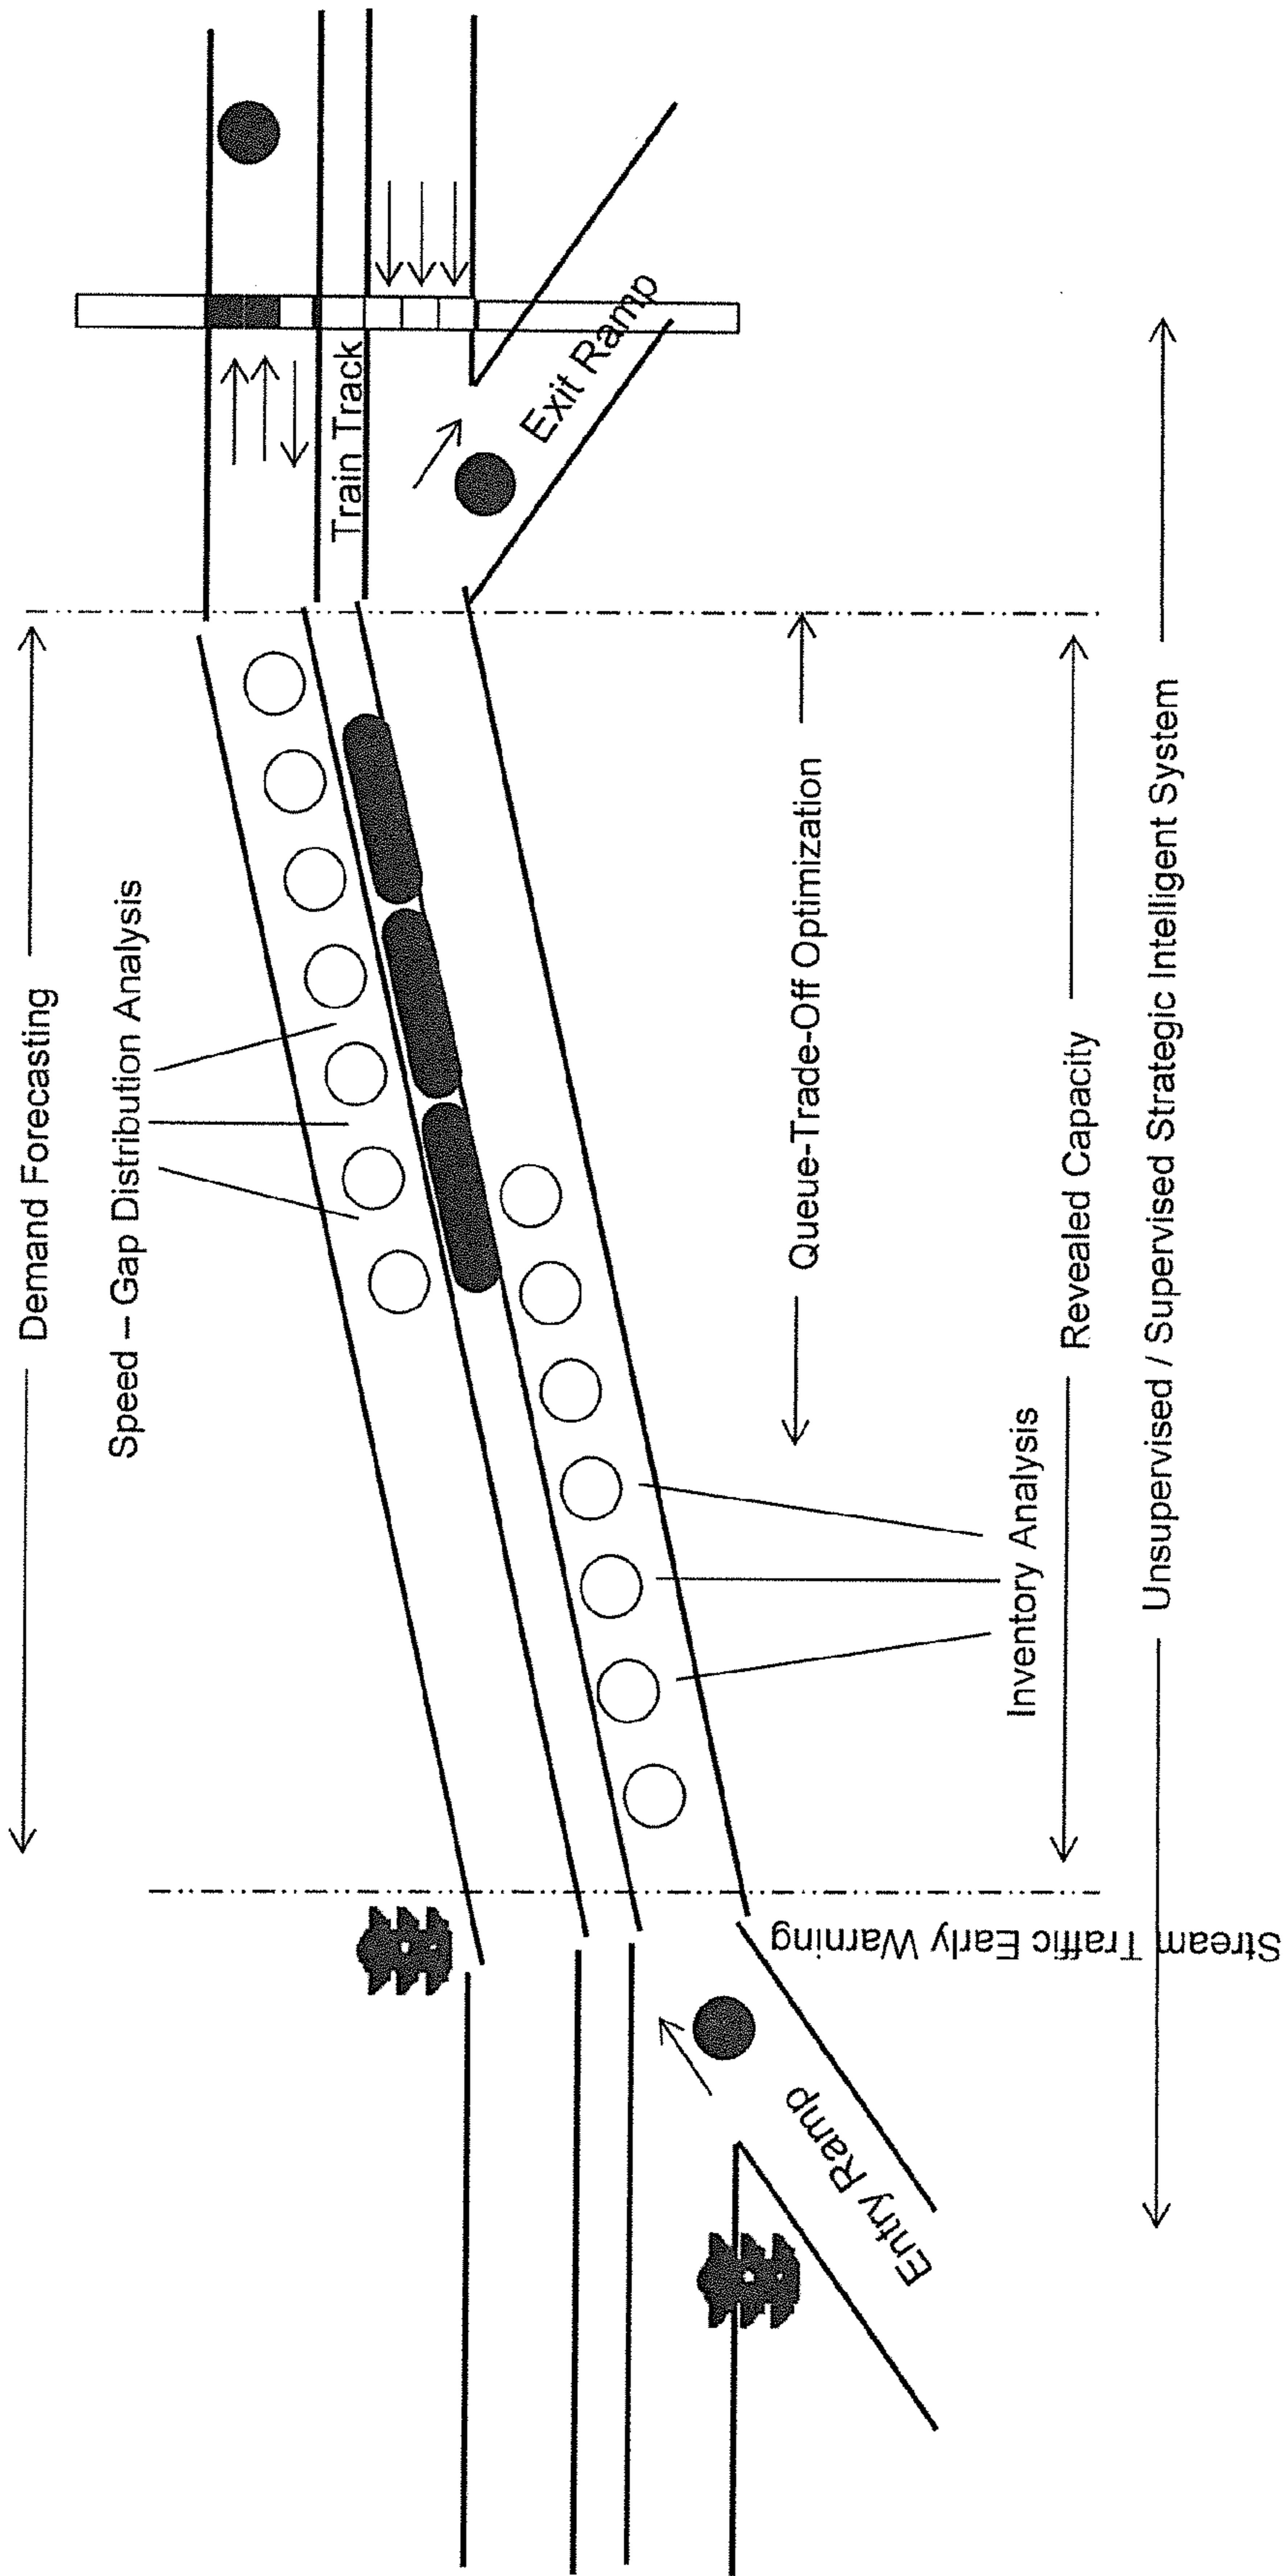 Demand Forecasting
Speed – Gap Distribution Analysis
Train Track
Exit Ramp
Entry Ramp
Stream Traffic Early Warning
Queue-Trade-Off Optimization
Inventory Analysis
Revealed Capacity
Unsupervised / Supervised Strategic Intelligent System